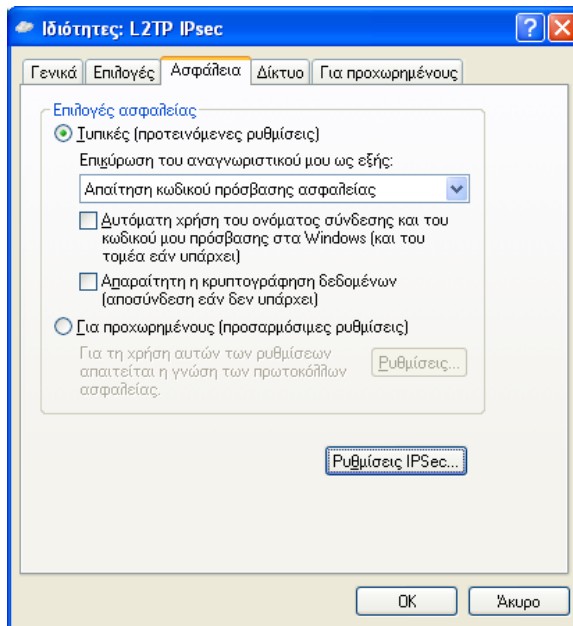 Ιδιότητες: L2TP IPsec
Γενικά Επιλογές Ασφάλεια Δίκτυο Για προχωρημένους
Επιλογές ασφαλείας
Τυπικές (προτεινόμενες ρυθμίσεις)
Επικύρωση του αναγνωριστικού μου ως εξής:
Απαίτηση κωδικού πρόσβασης ασφαλείας
Αυτόματη χρήση του ονόματος σύνδεσης και του
κωδικού μου πρόσβασης στα Windows (και του
τομέα εάν υπάρχει)
Απαραίτητη η κρυπτογράφηση δεδομένων
(αποσύνδεση εάν δεν υπάρχει)
Για προχωρημένους (προσαρμόσιμες ρυθμίσεις)
Για τη χρήση αυτών των ρυθμίσεων
απαιτείται η γνώση των πρωτοκόλλων
ασφαλείας.
Ρυθμίσεις...
Ρυθμίσεις IPSec...
OK Άκυρο